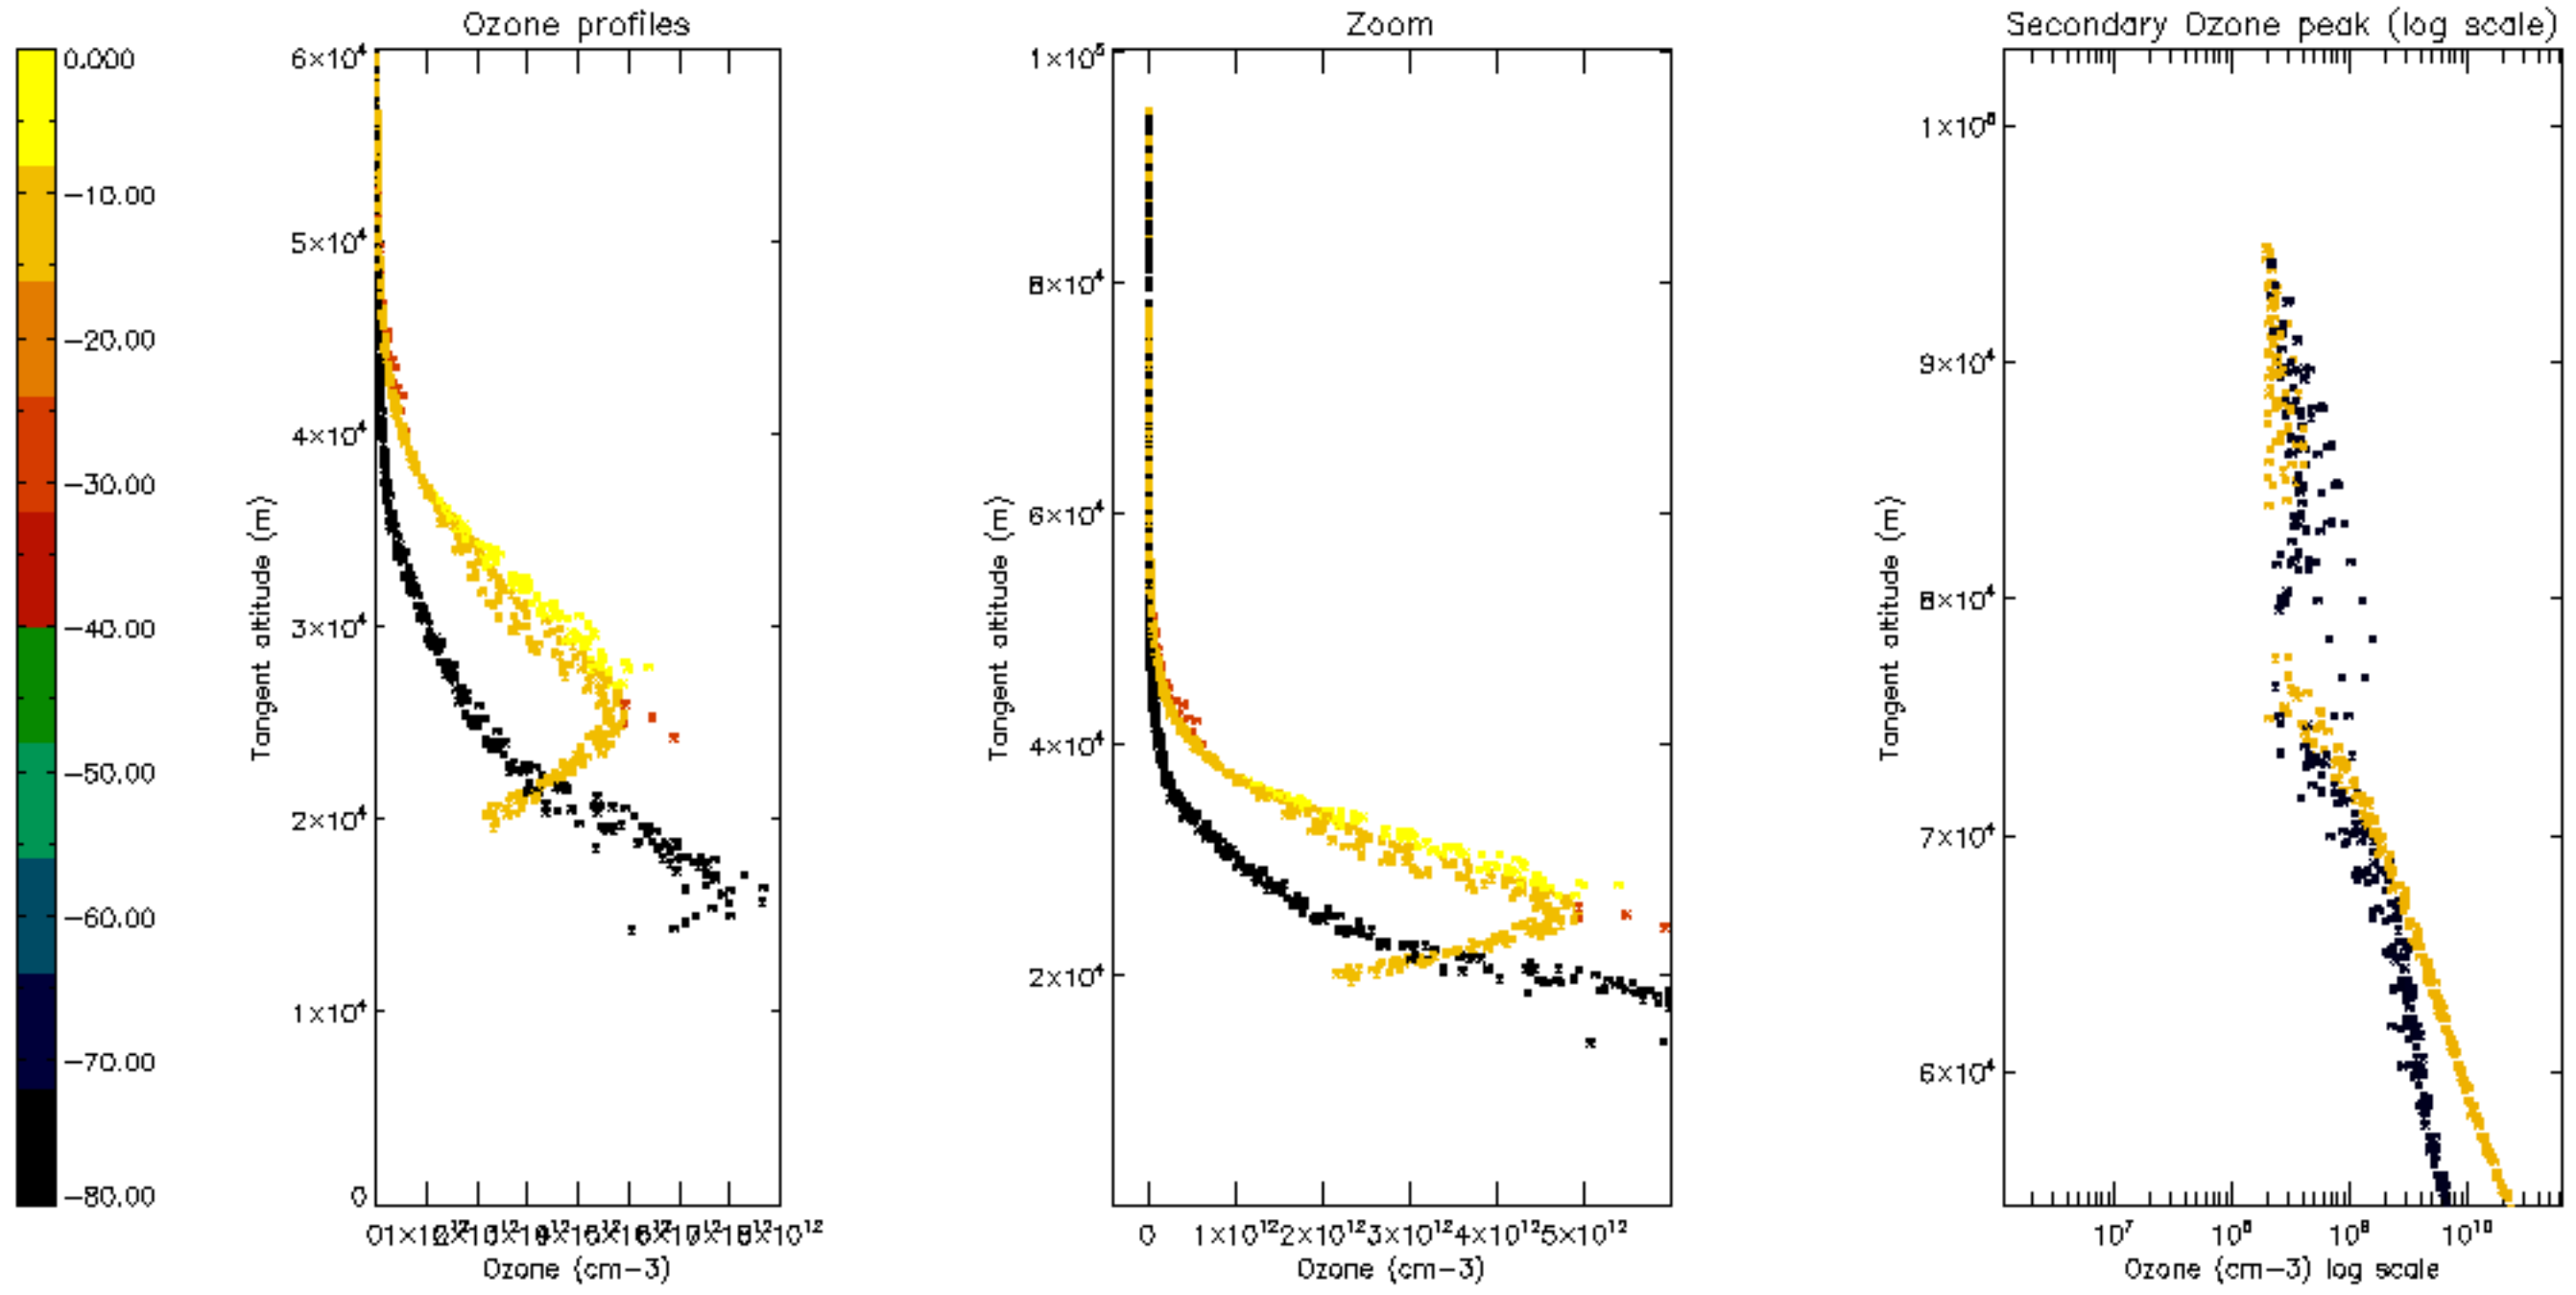 Ozone profiles
Zoom
Secondary Ozone peak (log scale)
0.000
-10.00
-20.00
-30.00
-40.00
-50.00
-60.00
-70.00
-80.00
6×10⁴
5×10⁴
4×10⁴
3×10⁴
2×10⁴
1×10⁴
0
Tangent altitude (m)
Ozone (cm-3)
1×10⁵
8×10⁴
6×10⁴
4×10⁴
2×10⁴
Tangent altitude (m)
0 1×10¹² 2×10¹² 3×10¹² 4×10¹² 5×10¹²
Ozone (cm-3)
9×10⁴
8×10⁴
7×10⁴
6×10⁴
Tangent altitude (m)
10⁷ 10¹⁰
Ozone (cm-3) log scale